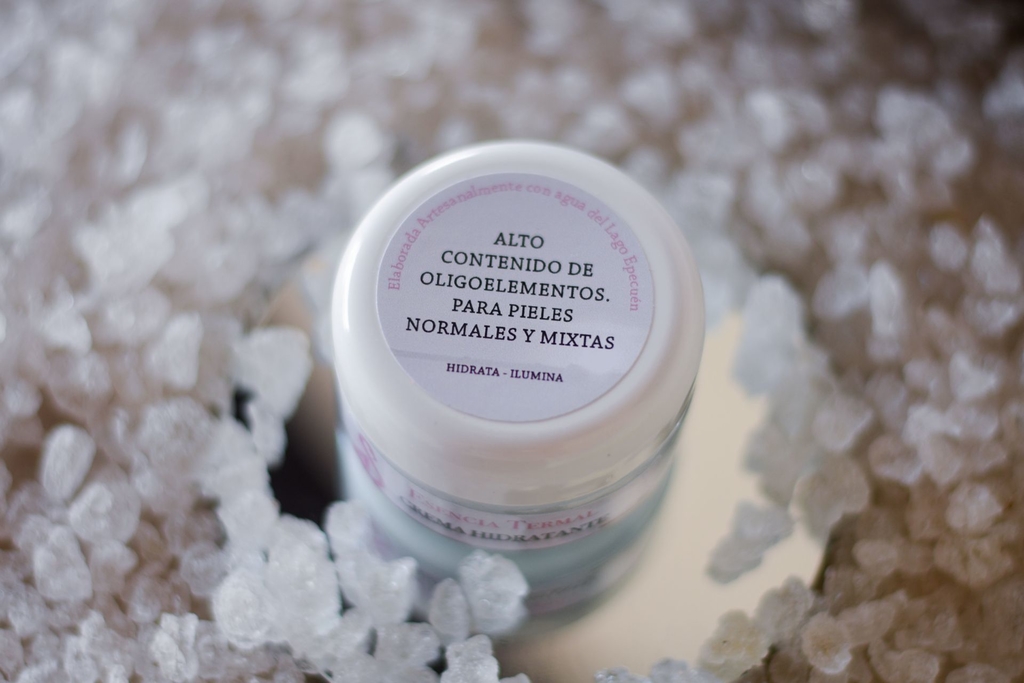 Elaborada Artesanalmente con agua del Lago Epecuén
ALTO
CONTENIDO DE
OLIGOELEMENTOS.
PARA PIELES
NORMALES Y MIXTAS
HIDRATA - ILUMINA
ESENCIA TERMAL
CREMA HIDRATANTE